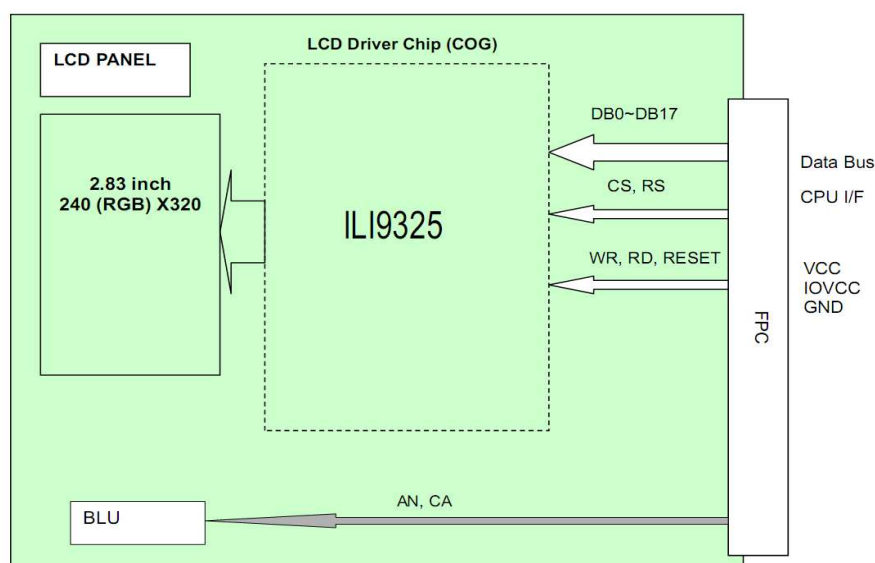 LCD Driver Chip (COG)
LCD PANEL
2.83 inch
240 (RGB) X320
ILI9325
DB0~DB17
CS, RS
WR, RD, RESET
Data Bus
CPU I/F
VCC
IOVCC
GND
FPC
AN, CA
BLU